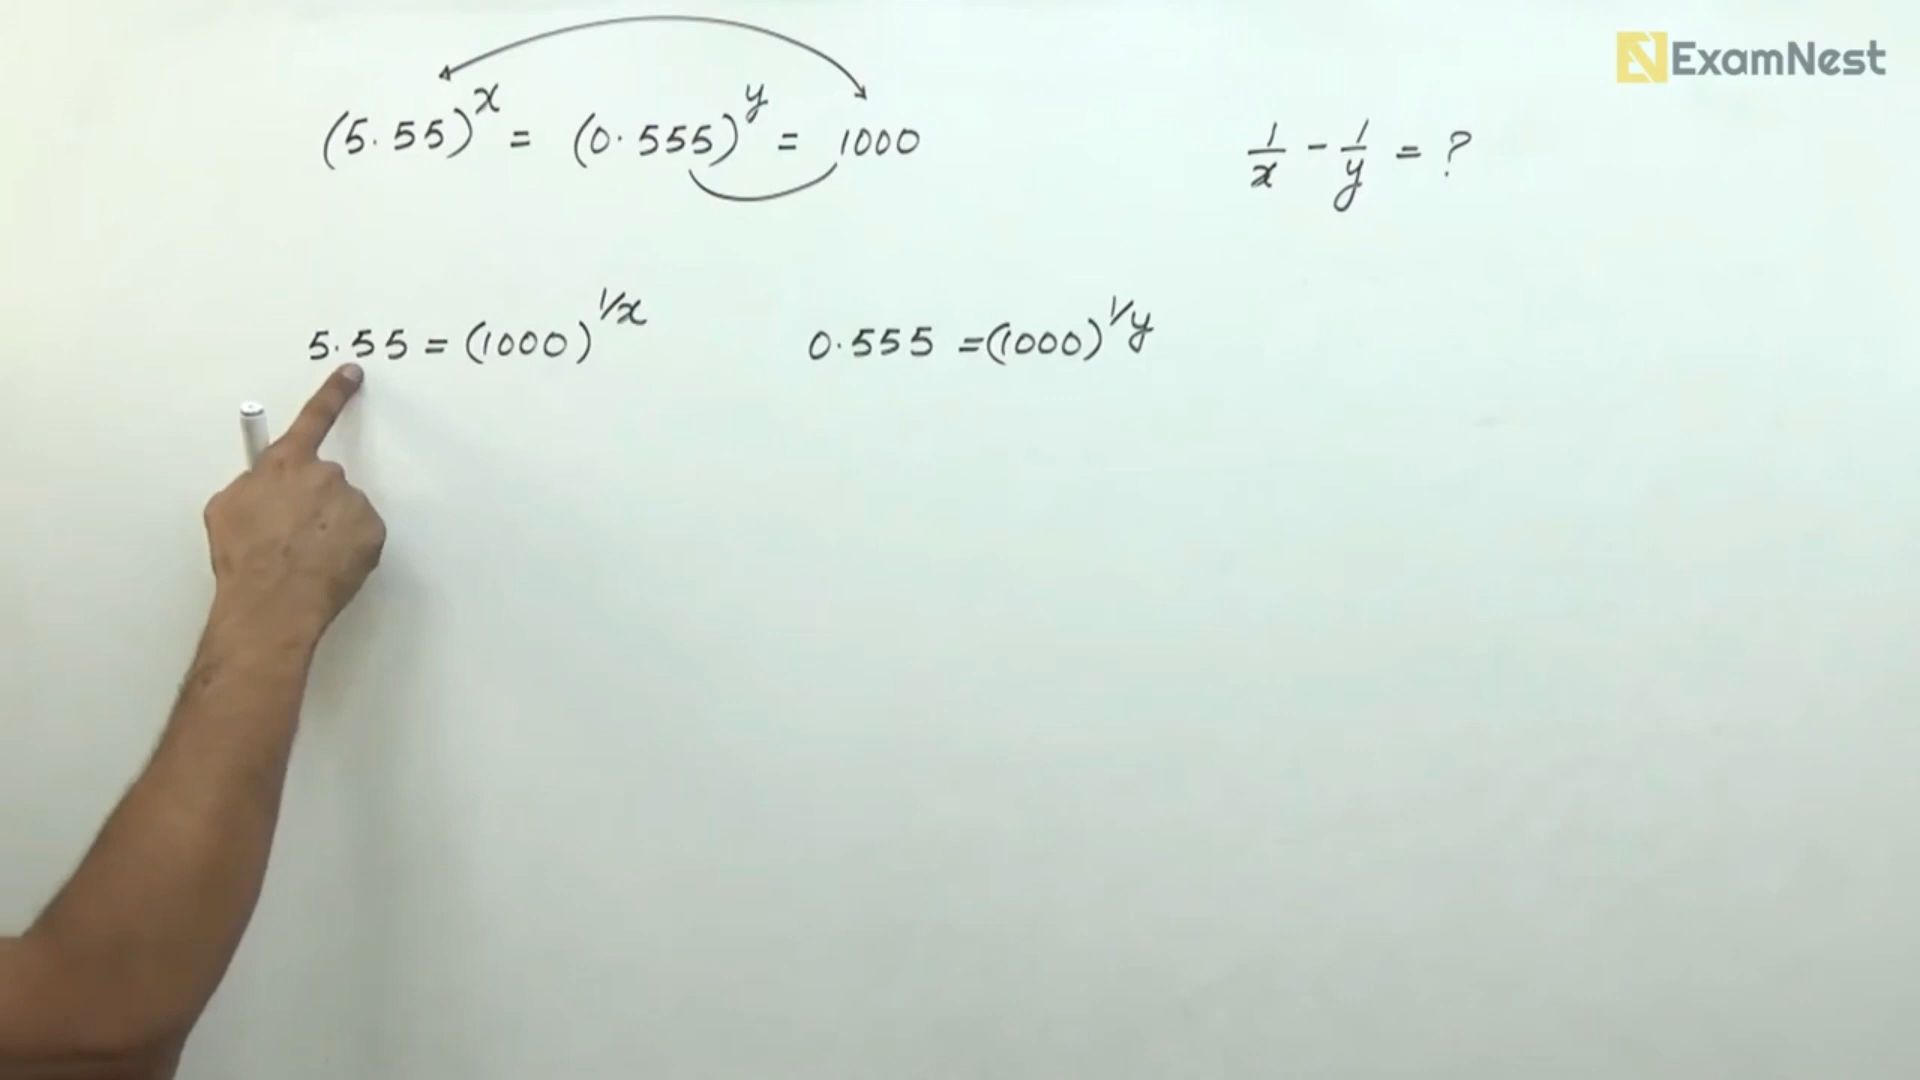 ExamNest
(5.55)^x = (0.555)^y = 1000
1/x - 1/y = ?
5.55 = (1000)^1/x
0.555 = (1000)^1/y